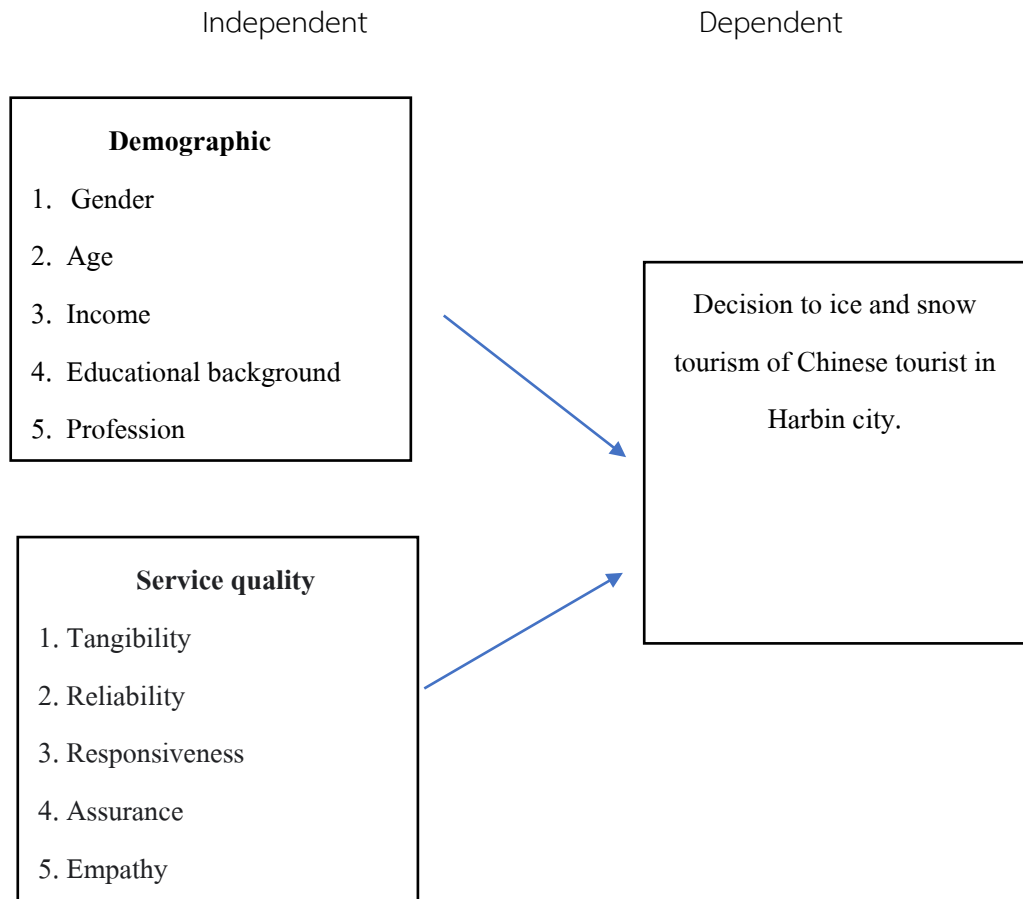 Independent
Dependent
Demographic
1. Gender
2. Age
3. Income
4. Educational background
5. Profession
Decision to ice and snow
tourism of Chinese tourist in
Harbin city.
Service quality
1. Tangibility
2. Reliability
3. Responsiveness
4. Assurance
5. Empathy